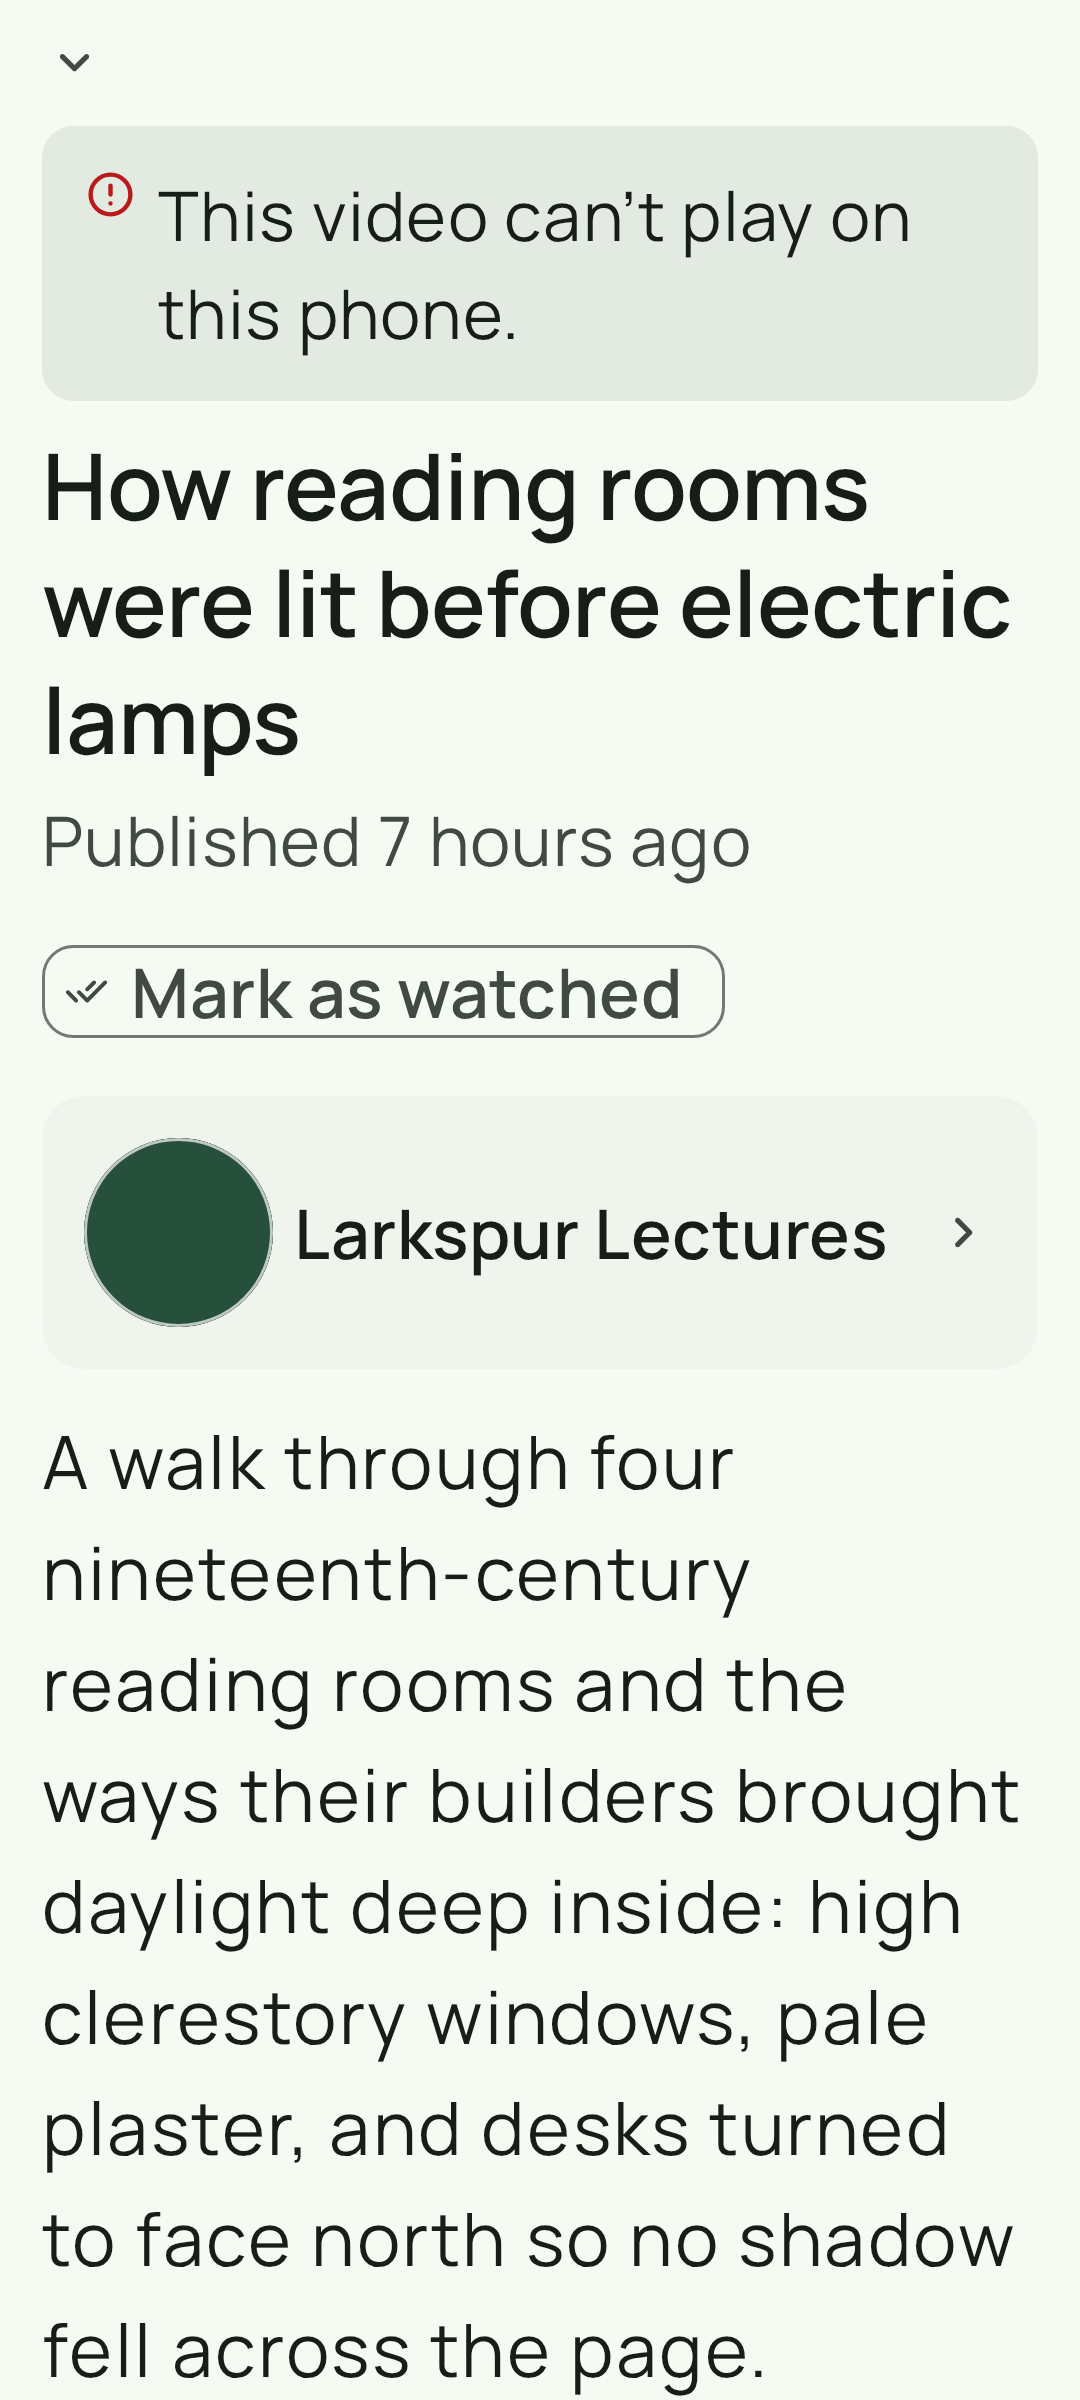 This video can’t play on
this phone.
How reading rooms
were lit before electric
lamps
Published 7 hours ago
Mark as watched
Larkspur Lectures
A walk through four
nineteenth-century
reading rooms and the
ways their builders brought
daylight deep inside: high
clerestory windows, pale
plaster, and desks turned
to face north so no shadow
fell across the page.